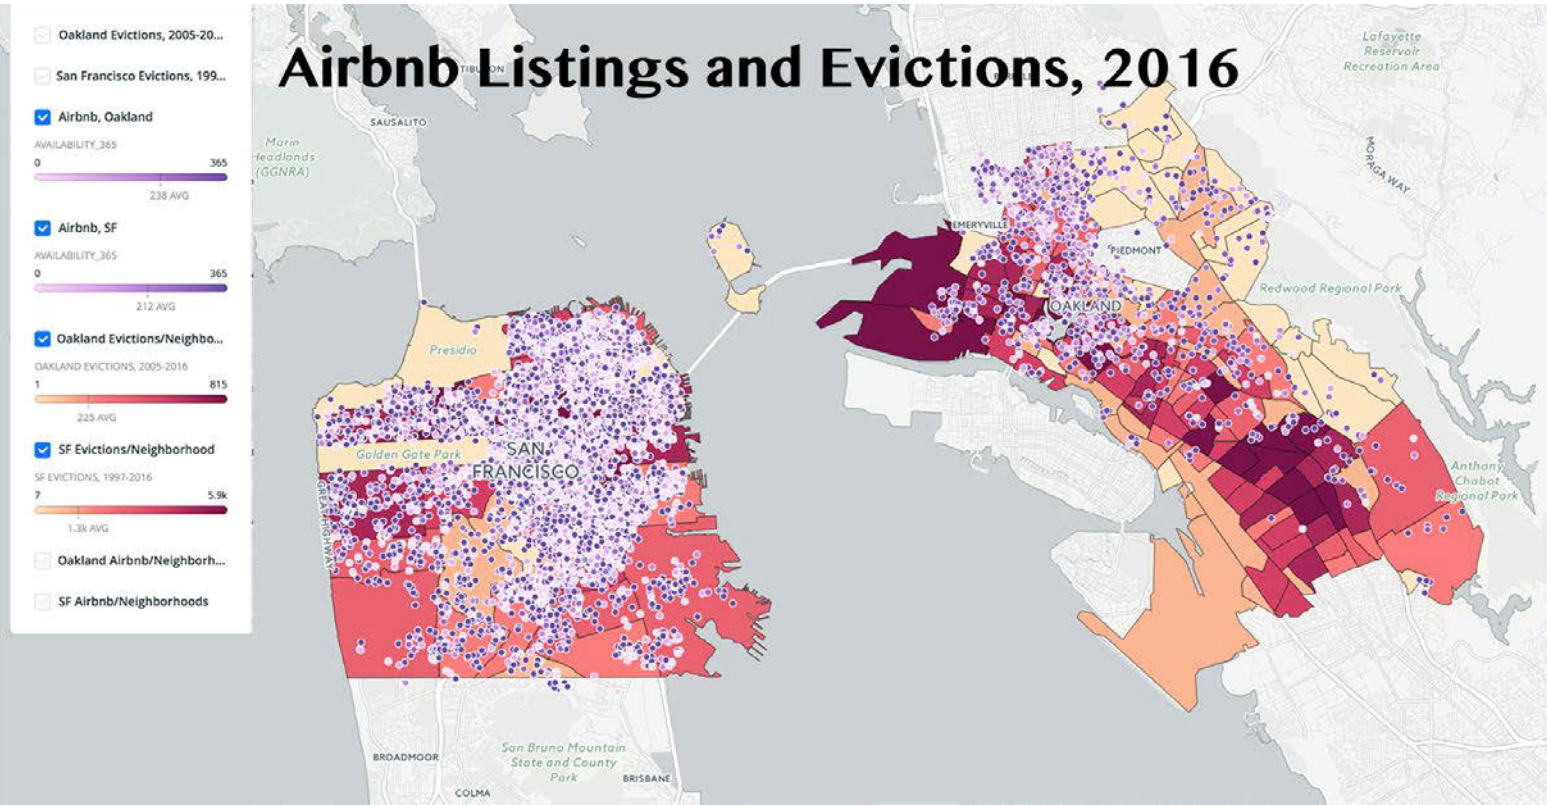 Airbnb Listings and Evictions, 2016
Oakland Evictions, 2005-20...
San Francisco Evictions, 199...
Airbnb, Oakland
AVAILABILITY_365
0 365
238 AVG
Airbnb, SF
AVAILABILITY_365
0 365
212 AVG
Oakland Evictions/Neighbo...
OAKLAND EVICTIONS, 2005-2016
1 815
225 AVG
SF Evictions/Neighborhood
SF EVICTIONS, 1997-2016
7 5.9k
1.3k AVG
Oakland Airbnb/Neighborh...
SF Airbnb/Neighborhoods
TIBURON
SAUSALITO
Marin
Headlands
(GGNRA)
Lafayette
Reservoir
Recreation Area
MORAGA WAY
EMERYVILLE
PIEDMONT
OAKLAND
Redwood Regional Park
Presidio
Golden Gate Park
SAN
FRANCISCO
GREAT HIGHWAY
Anthony
Chabot
Regional Park
BROADMOOR
San Bruno Mountain
State and County
Park
BRISBANE
COLMA